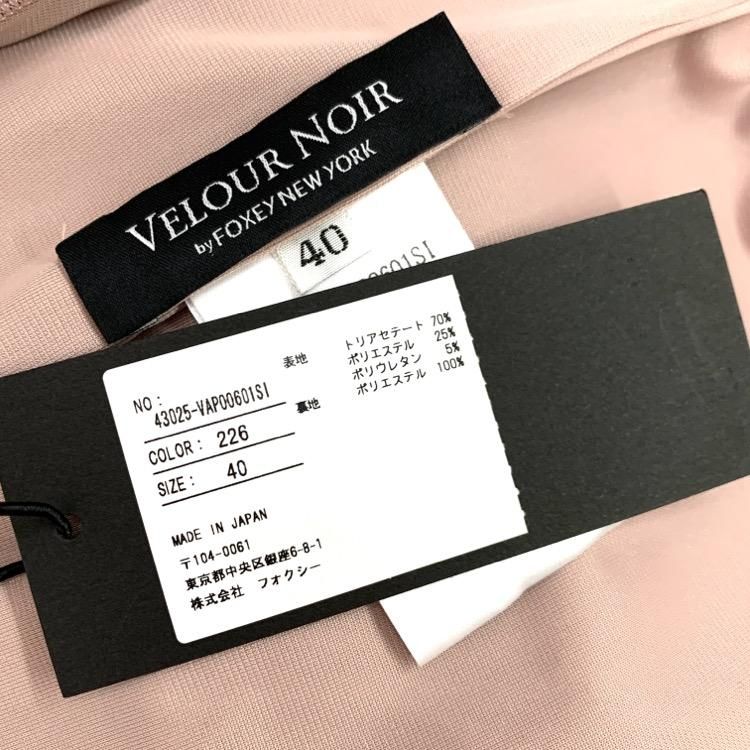 VELOUR NOIR
by FOXEY NEW YORK
40
00601SI
表地
トリアセテート 70%
ポリエステル 25%
ポリウレタン 5%
裏地
ポリエステル 100%
NO:
43025-VAP00601SI
COLOR: 226
SIZE: 40
MADE IN JAPAN
〒104-0061
東京都中央区銀座6-8-1
株式会社 フォクシー